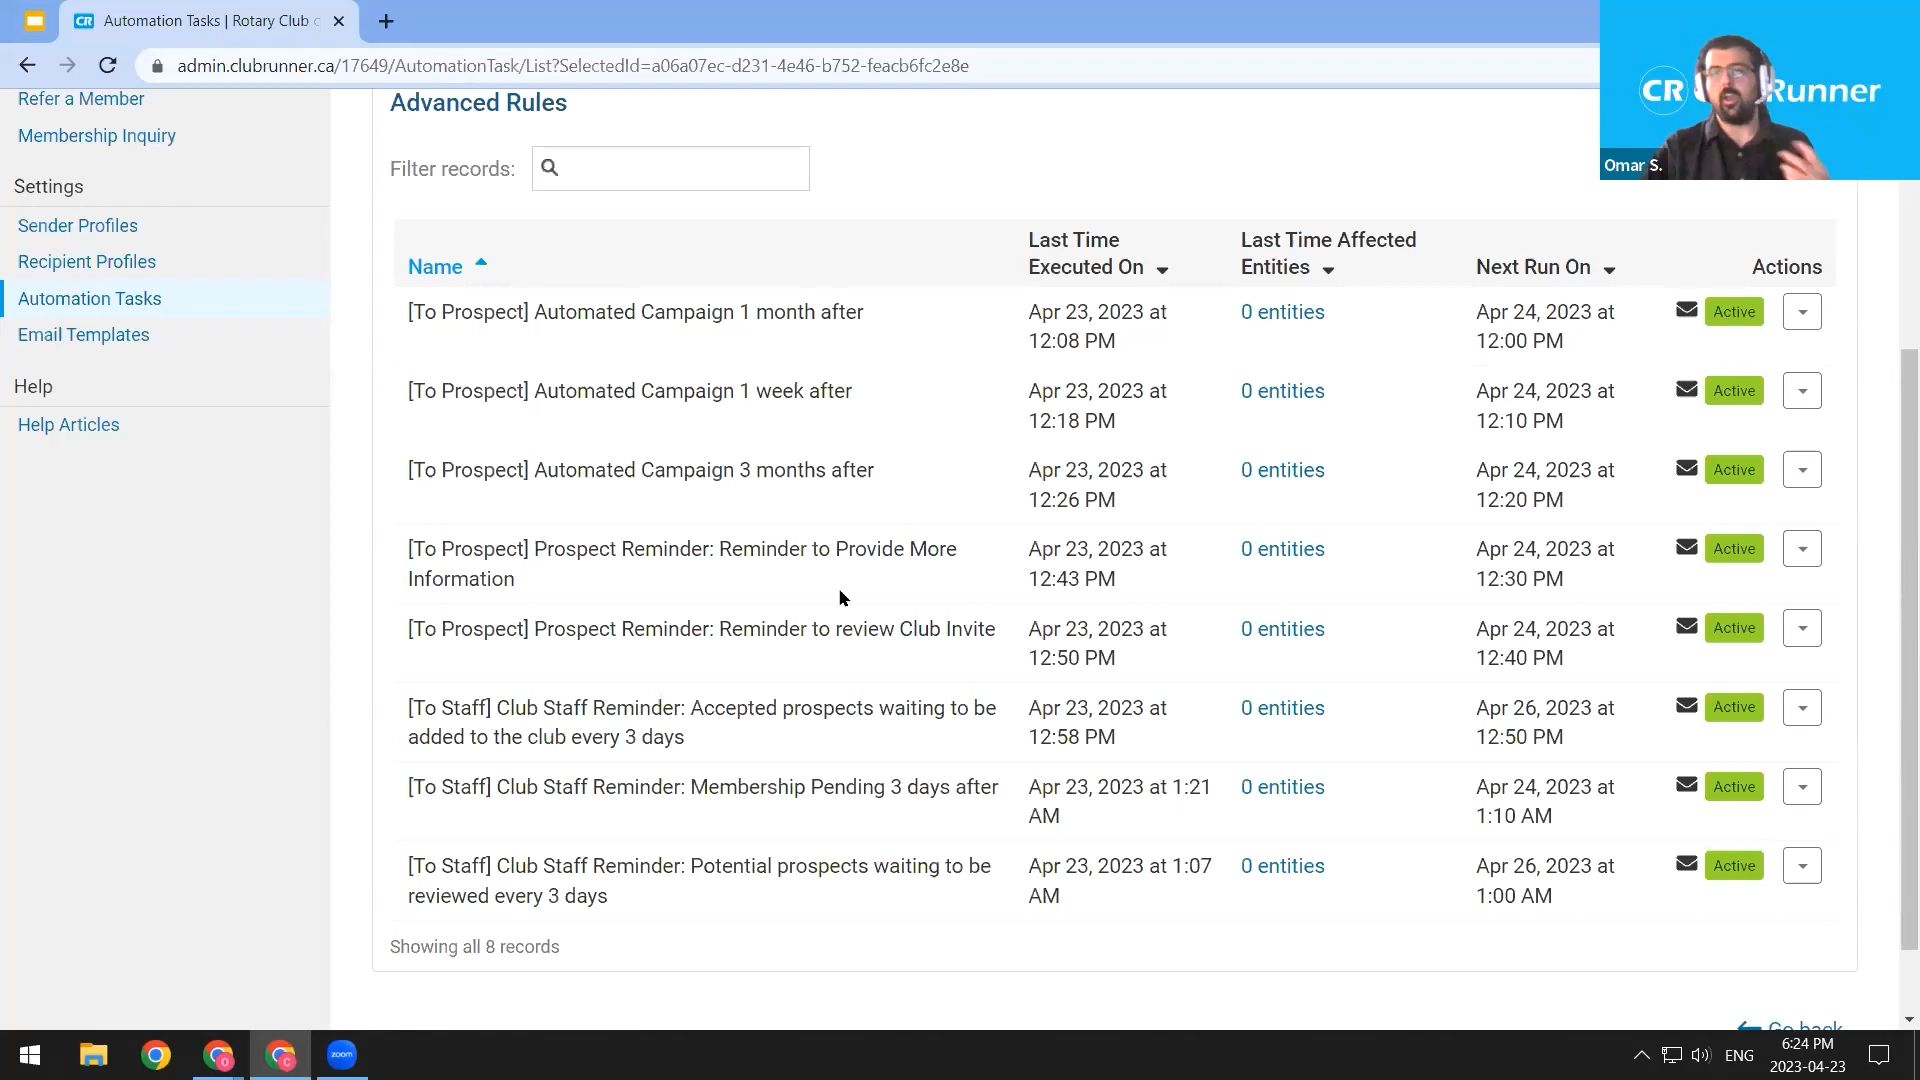 CR Automation Tasks | Rotary Club
admin.clubrunner.ca/17649/AutomationTask/List?SelectedId=a06a07ec-d231-4e46-b752-feacb6fc2e8e
CR Runner
Omar S.
Refer a Member
Membership Inquiry
Settings
Sender Profiles
Recipient Profiles
Automation Tasks
Email Templates
Help
Help Articles
Advanced Rules
Filter records:
Name
Last Time
Executed On
Last Time Affected
Entities
Next Run On
Actions
[To Prospect] Automated Campaign 1 month after
Apr 23, 2023 at
12:08 PM
0 entities
Apr 24, 2023 at
12:00 PM
Active
[To Prospect] Automated Campaign 1 week after
Apr 23, 2023 at
12:18 PM
0 entities
Apr 24, 2023 at
12:10 PM
Active
[To Prospect] Automated Campaign 3 months after
Apr 23, 2023 at
12:26 PM
0 entities
Apr 24, 2023 at
12:20 PM
Active
[To Prospect] Prospect Reminder: Reminder to Provide More
Information
Apr 23, 2023 at
12:43 PM
0 entities
Apr 24, 2023 at
12:30 PM
Active
[To Prospect] Prospect Reminder: Reminder to review Club Invite
Apr 23, 2023 at
12:50 PM
0 entities
Apr 24, 2023 at
12:40 PM
Active
[To Staff] Club Staff Reminder: Accepted prospects waiting to be
added to the club every 3 days
Apr 23, 2023 at
12:58 PM
0 entities
Apr 26, 2023 at
12:50 PM
Active
[To Staff] Club Staff Reminder: Membership Pending 3 days after
Apr 23, 2023 at 1:21
AM
0 entities
Apr 24, 2023 at
1:10 AM
Active
[To Staff] Club Staff Reminder: Potential prospects waiting to be
reviewed every 3 days
Apr 23, 2023 at 1:07
AM
0 entities
Apr 26, 2023 at
1:00 AM
Active
Showing all 8 records
Go back
zoom
ENG
6:24 PM
2023-04-23